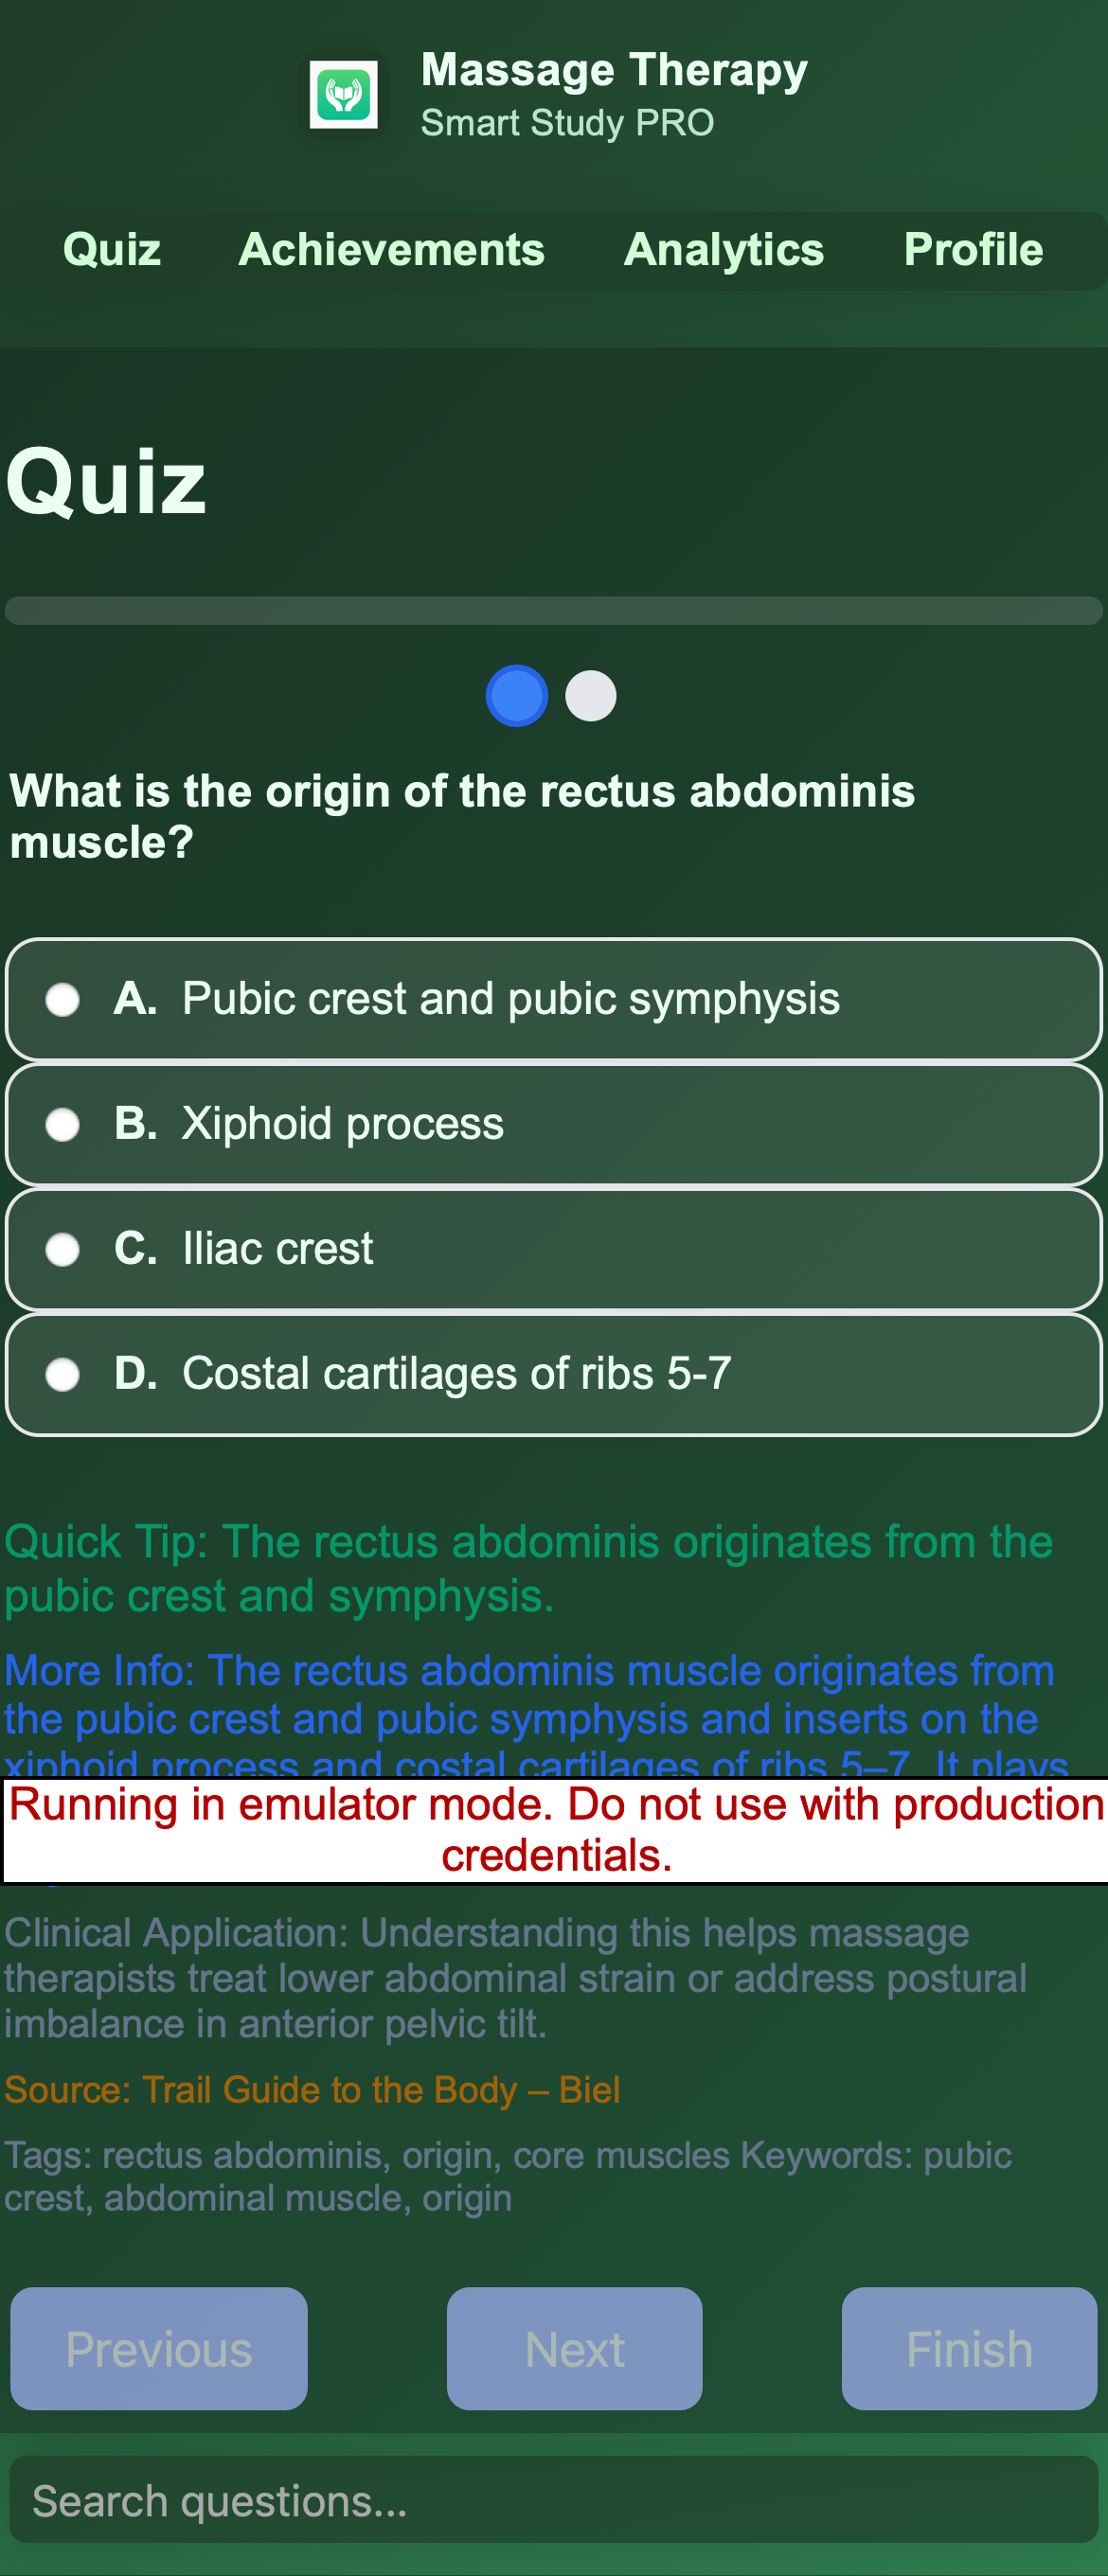 Massage Therapy
Smart Study PRO
Quiz Achievements Analytics Profile
Quiz
What is the origin of the rectus abdominis
muscle?
A. Pubic crest and pubic symphysis
B. Xiphoid process
C. Iliac crest
D. Costal cartilages of ribs 5-7
Quick Tip: The rectus abdominis originates from the
pubic crest and symphysis.
More Info: The rectus abdominis muscle originates from
the pubic crest and pubic symphysis and inserts on the
xiphoid process and costal cartilages of ribs 5–7. It plays
Running in emulator mode. Do not use with production
credentials.
Clinical Application: Understanding this helps massage
therapists treat lower abdominal strain or address postural
imbalance in anterior pelvic tilt.
Source: Trail Guide to the Body – Biel
Tags: rectus abdominis, origin, core muscles Keywords: pubic
crest, abdominal muscle, origin
Previous Next Finish
Search questions...